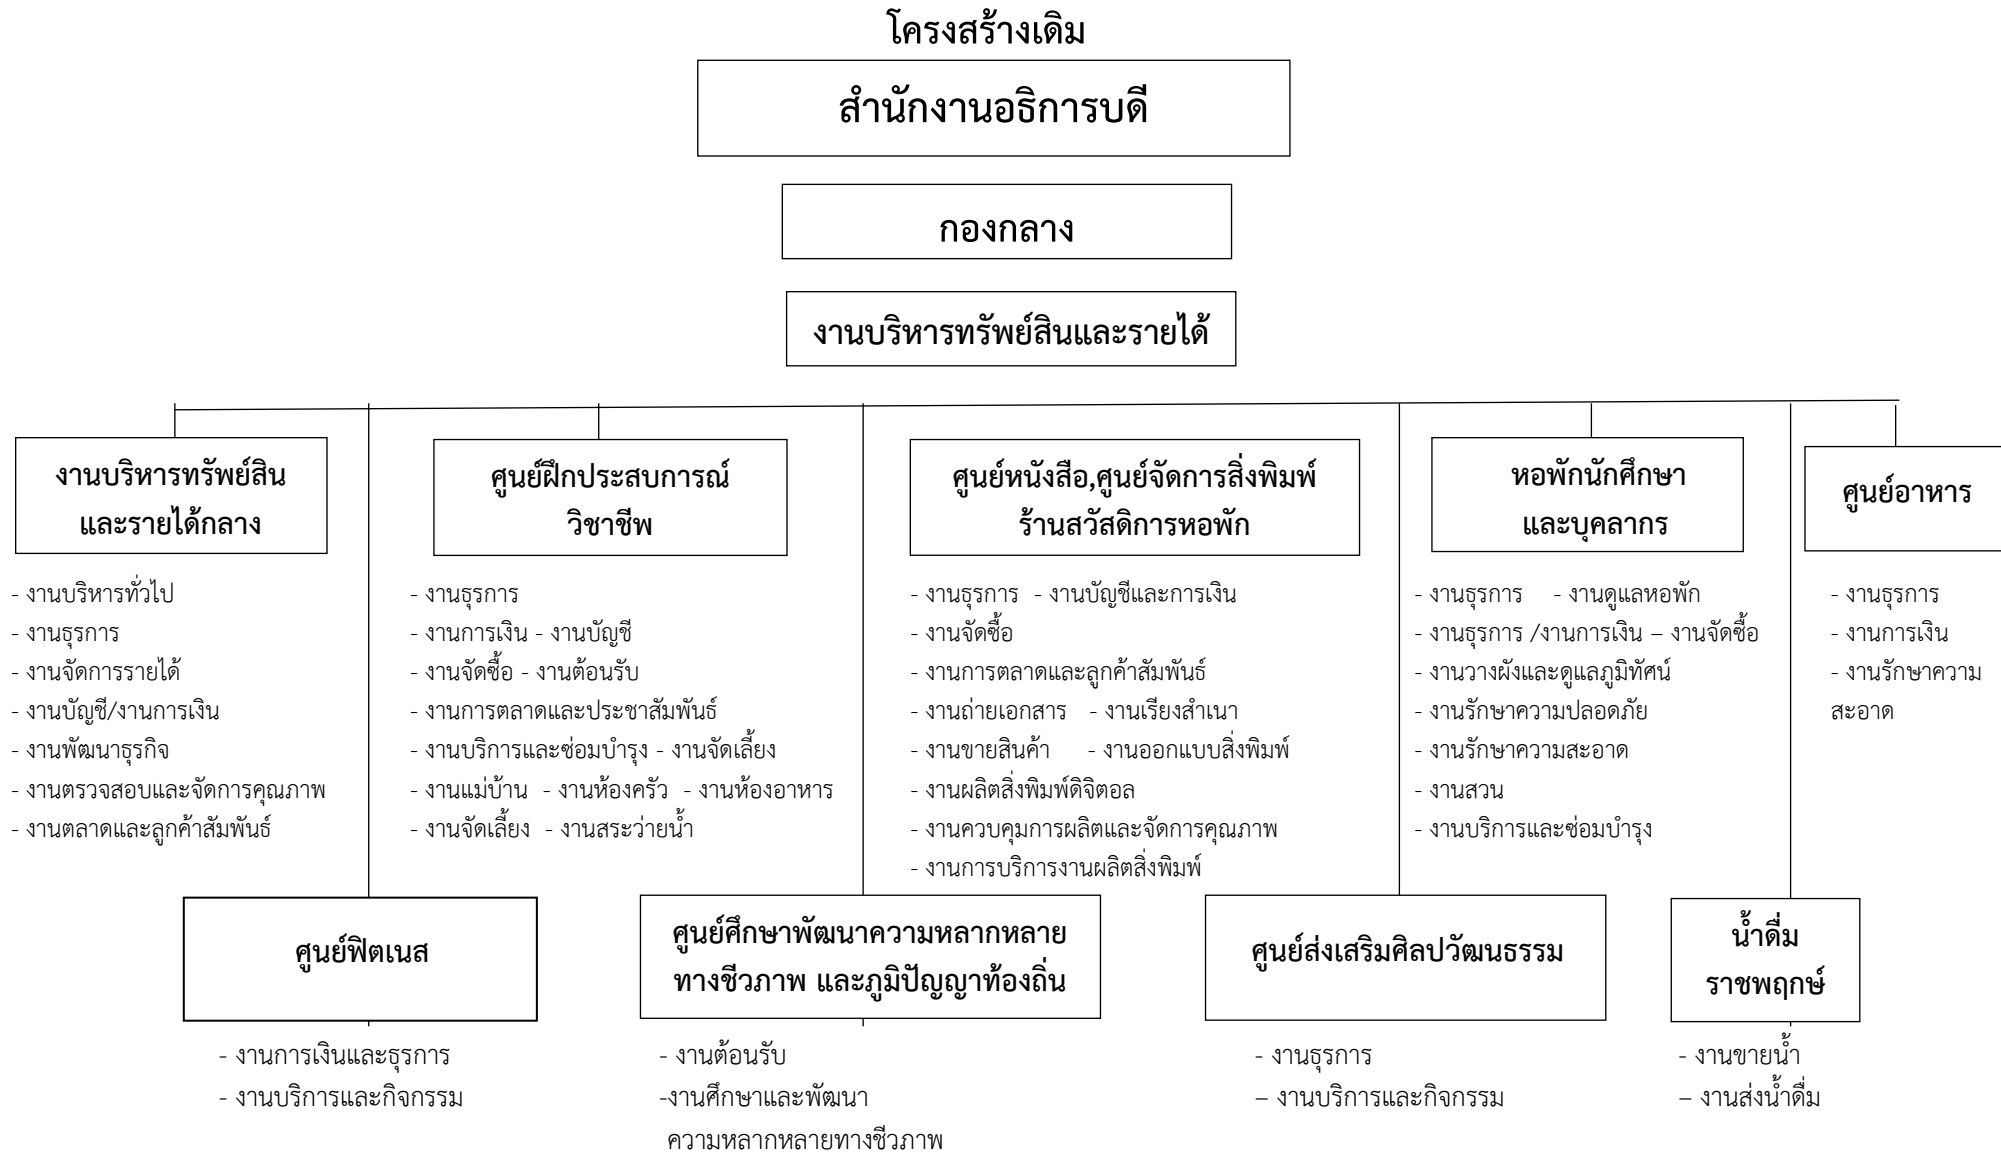 โครงสร้างเดิม
สำนักงานอธิการบดี
กองกลาง
งานบริหารทรัพย์สินและรายได้
งานบริหารทรัพย์สิน
และรายได้กลาง
- งานบริหารทั่วไป
- งานธุรการ
- งานจัดการรายได้
- งานบัญชี/งานการเงิน
- งานพัฒนาธุรกิจ
- งานตรวจสอบและจัดการคุณภาพ
- งานตลาดและลูกค้าสัมพันธ์
ศูนย์ฝึกประสบการณ์
วิชาชีพ
- งานธุรการ
- งานการเงิน - งานบัญชี
- งานจัดซื้อ - งานต้อนรับ
- งานการตลาดและประชาสัมพันธ์
- งานบริการและซ่อมบำรุง - งานจัดเลี้ยง
- งานแม่บ้าน - งานห้องครัว - งานห้องอาหาร
- งานจัดเลี้ยง - งานสระว่ายน้ำ
ศูนย์หนังสือ,ศูนย์จัดการสิ่งพิมพ์
ร้านสวัสดิการหอพัก
- งานธุรการ - งานบัญชีและการเงิน
- งานจัดซื้อ
- งานการตลาดและลูกค้าสัมพันธ์
- งานถ่ายเอกสาร - งานเรียงสำเนา
- งานขายสินค้า - งานออกแบบสิ่งพิมพ์
- งานผลิตสิ่งพิมพ์ดิจิตอล
- งานควบคุมการผลิตและจัดการคุณภาพ
- งานการบริการงานผลิตสิ่งพิมพ์
หอพักนักศึกษา
และบุคลากร
- งานธุรการ - งานดูแลหอพัก
- งานธุรการ /งานการเงิน – งานจัดซื้อ
- งานวางผังและดูแลภูมิทัศน์
- งานรักษาความปลอดภัย
- งานรักษาความสะอาด
- งานสวน
- งานบริการและซ่อมบำรุง
ศูนย์อาหาร
- งานธุรการ
- งานการเงิน
- งานรักษาความ
สะอาด
ศูนย์ฟิตเนส
- งานการเงินและธุรการ
- งานบริการและกิจกรรม
ศูนย์ศึกษาพัฒนาความหลากหลาย
ทางชีวภาพ และภูมิปัญญาท้องถิ่น
- งานต้อนรับ
-งานศึกษาและพัฒนา
ความหลากหลายทางชีวภาพ
ศูนย์ส่งเสริมศิลปวัฒนธรรม
- งานธุรการ
– งานบริการและกิจกรรม
น้ำดื่ม
ราชพฤกษ์
- งานขายน้ำ
– งานส่งน้ำดื่ม